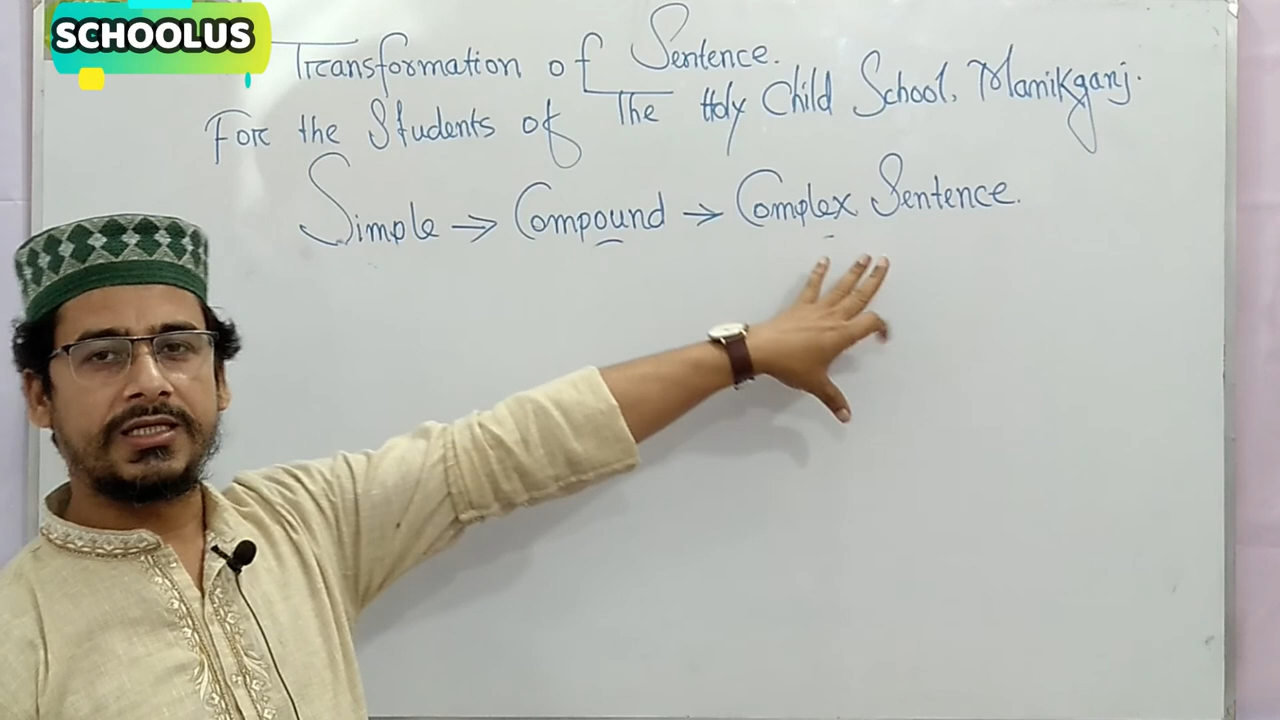 SCHOOLUS
Transformation of Sentence.
For the Students of The Holy Child School, Manikganj.
Simple → Compound → Complex Sentence.